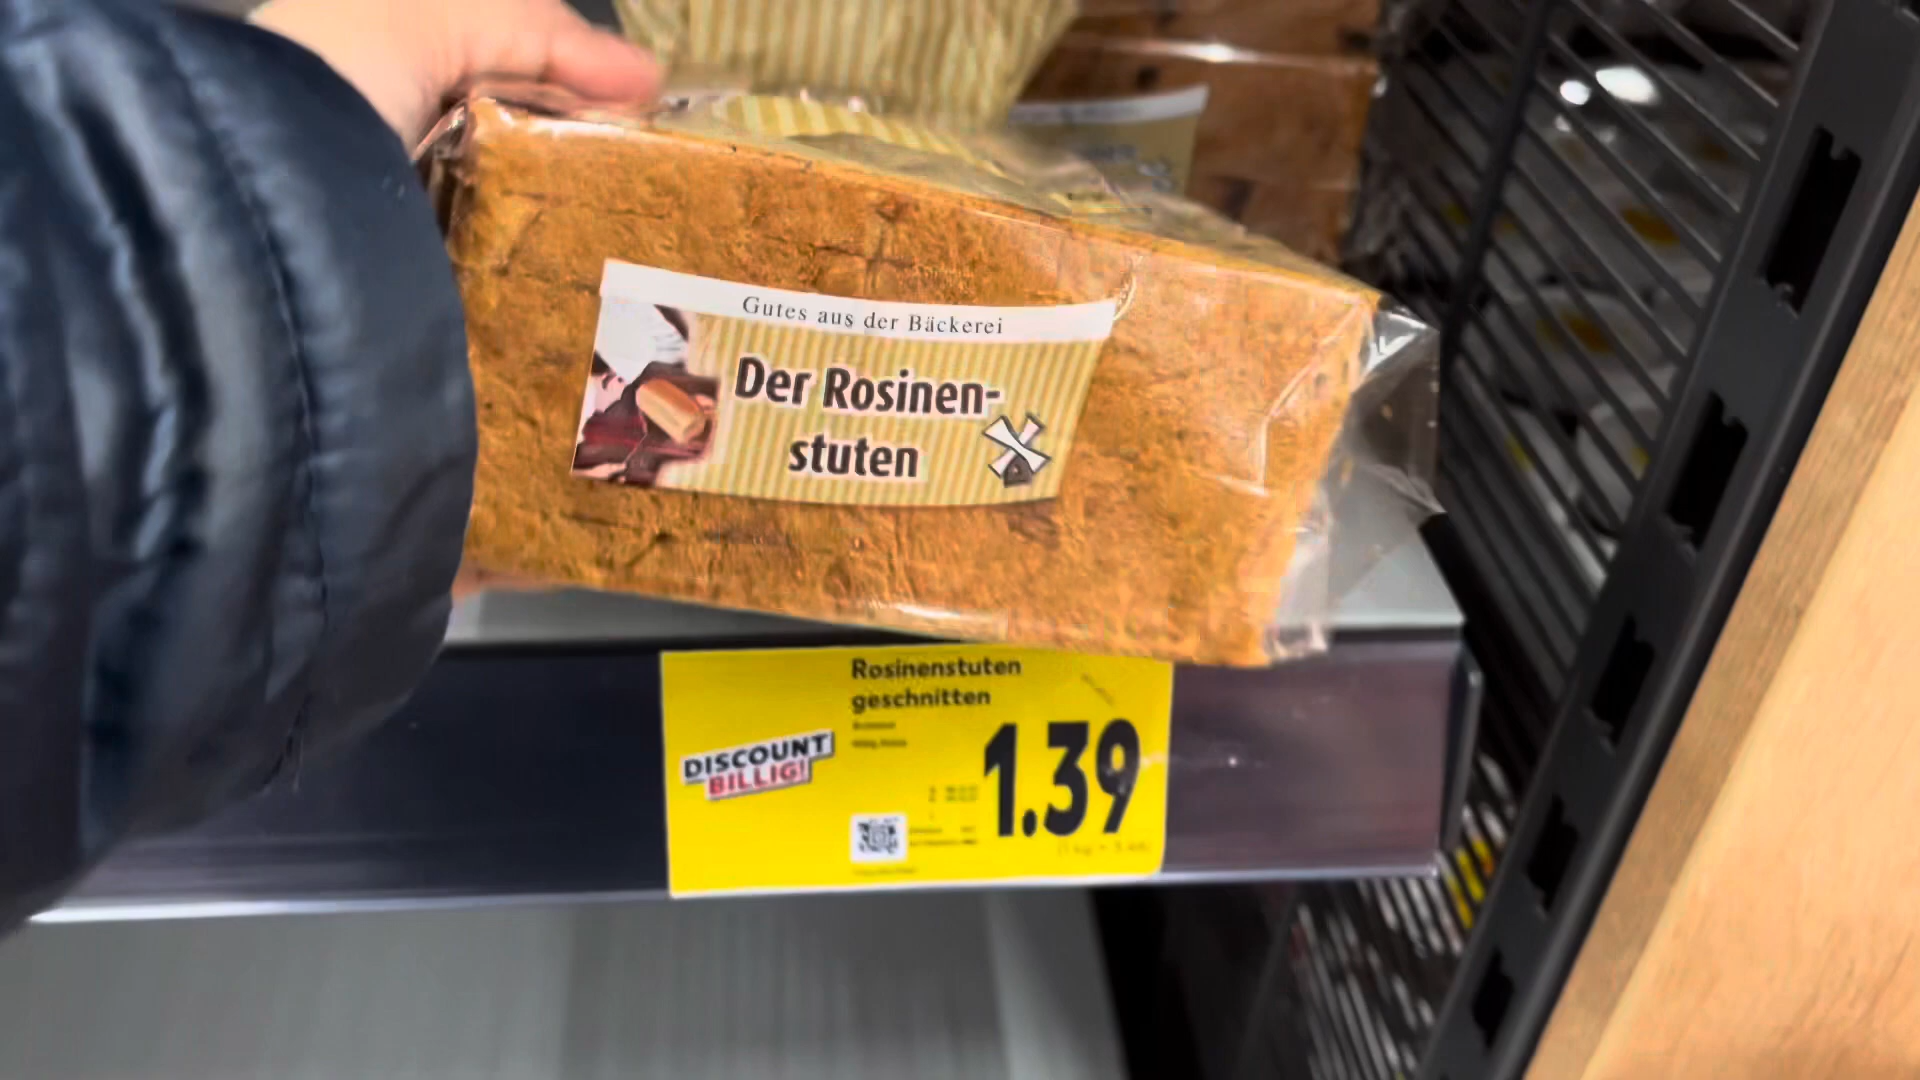 Gutes aus der Bäckerei
Der Rosinen-
stuten
Rosinenstuten
geschnitten
DISCOUNT
BILLIG!
1.39